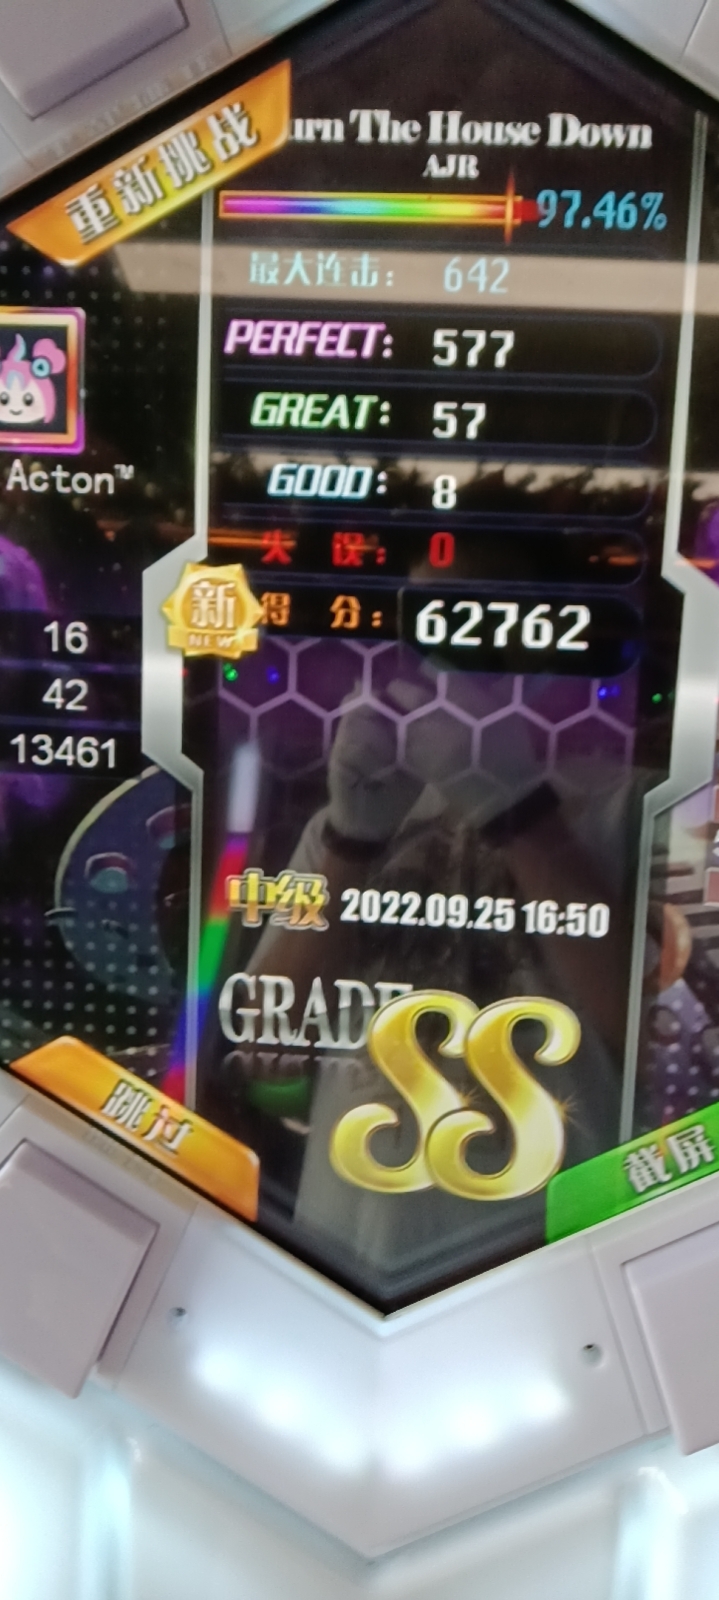 重新挑战
urn The House Down
AJR
97.46%
最大连击: 642
PERFECT: 577
GREAT: 57
GOOD: 8
失 误: 0
新
NEW
得 分: 62762
Acton™
16
42
13461
中级 2022.09.25 16:50
GRADE
SS
跳过
截屏